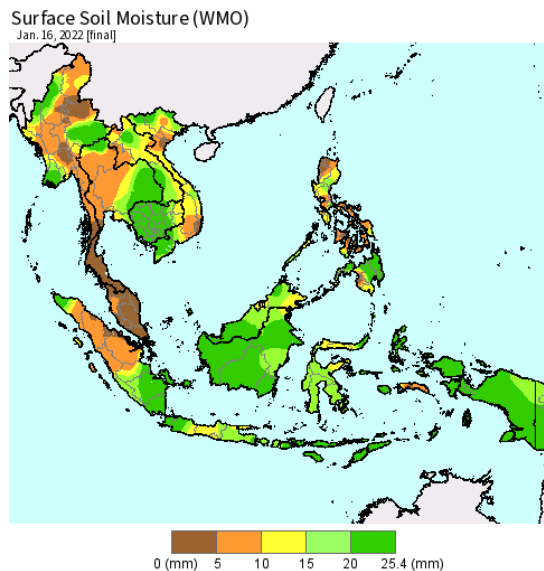 Surface Soil Moisture (WMO)
Jan. 16, 2022 [final]
0 (mm) 5 10 15 20 25.4 (mm)